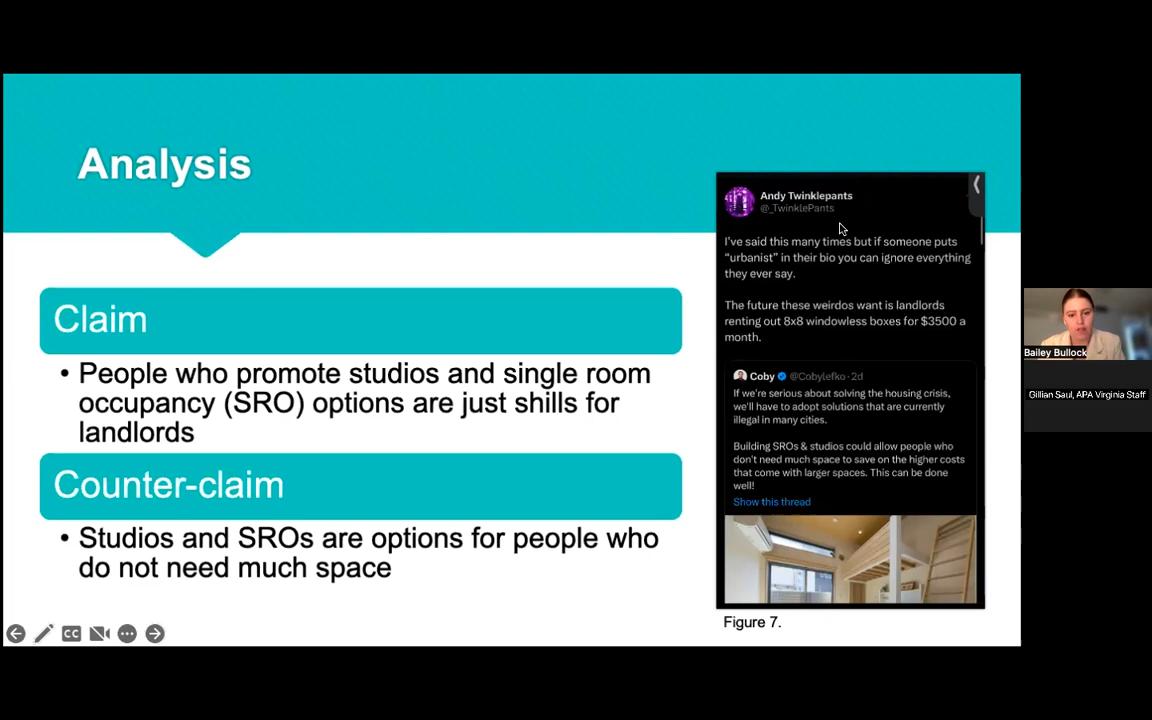 Analysis
Claim
• People who promote studios and single room
occupancy (SRO) options are just shills for
landlords
Counter-claim
• Studios and SROs are options for people who
do not need much space
Andy Twinklepants
@_TwinklePants
I've said this many times but if someone puts
“urbanist” in their bio you can ignore everything
they ever say.
The future these weirdos want is landlords
renting out 8x8 windowless boxes for $3500 a
month.
Coby @Cobylefko · 2d
If we're serious about solving the housing crisis,
we'll have to adopt solutions that are currently
illegal in many cities.
Building SROs & studios could allow people who
don't need much space to save on the higher costs
that come with larger spaces. This can be done
well!
Show this thread
Figure 7.
CC
Bailey Bullock
Gillian Saul, APA Virginia Staff